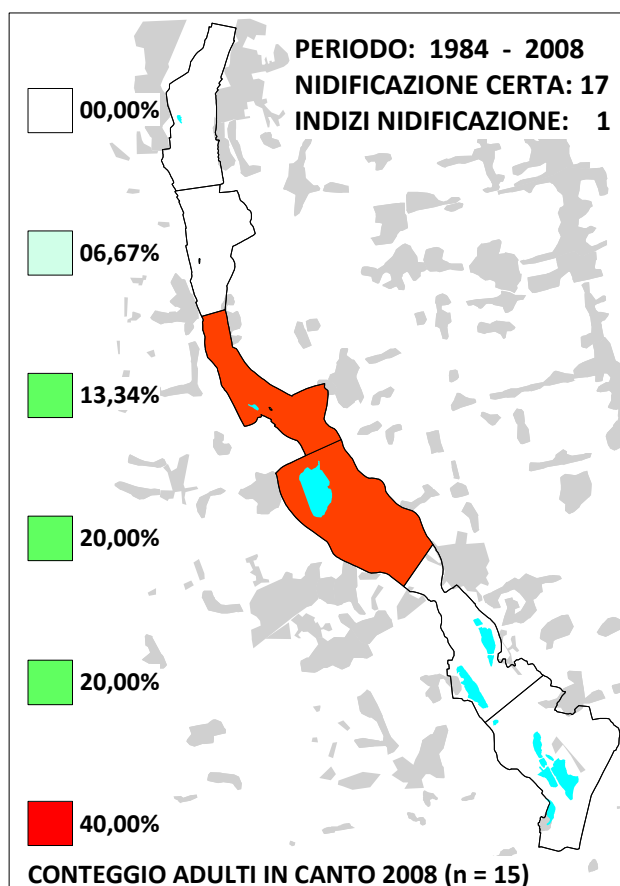 PERIODO: 1984 - 2008
NIDIFICAZIONE CERTA: 17
INDIZI NIDIFICAZIONE: 1
00,00%
06,67%
13,34%
20,00%
20,00%
40,00%
CONTEGGIO ADULTI IN CANTO 2008 (n = 15)